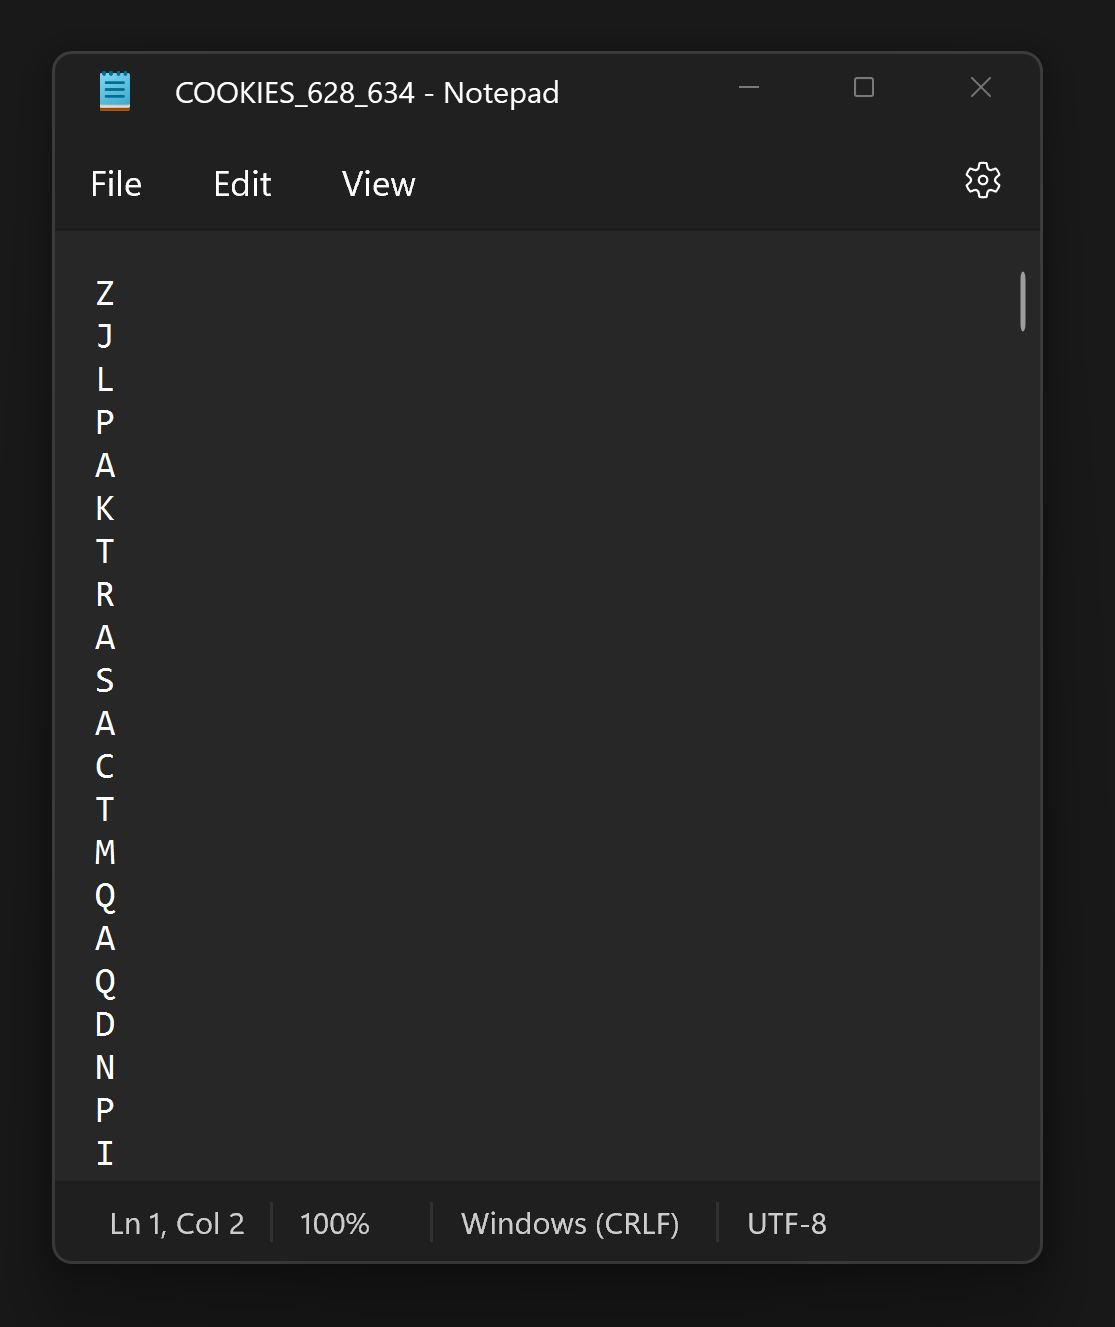 COOKIES_628_634 - Notepad
File Edit View
Z
J
L
P
A
K
T
R
A
S
A
C
T
M
Q
A
Q
D
N
P
I
Ln 1, Col 2 100% Windows (CRLF) UTF-8